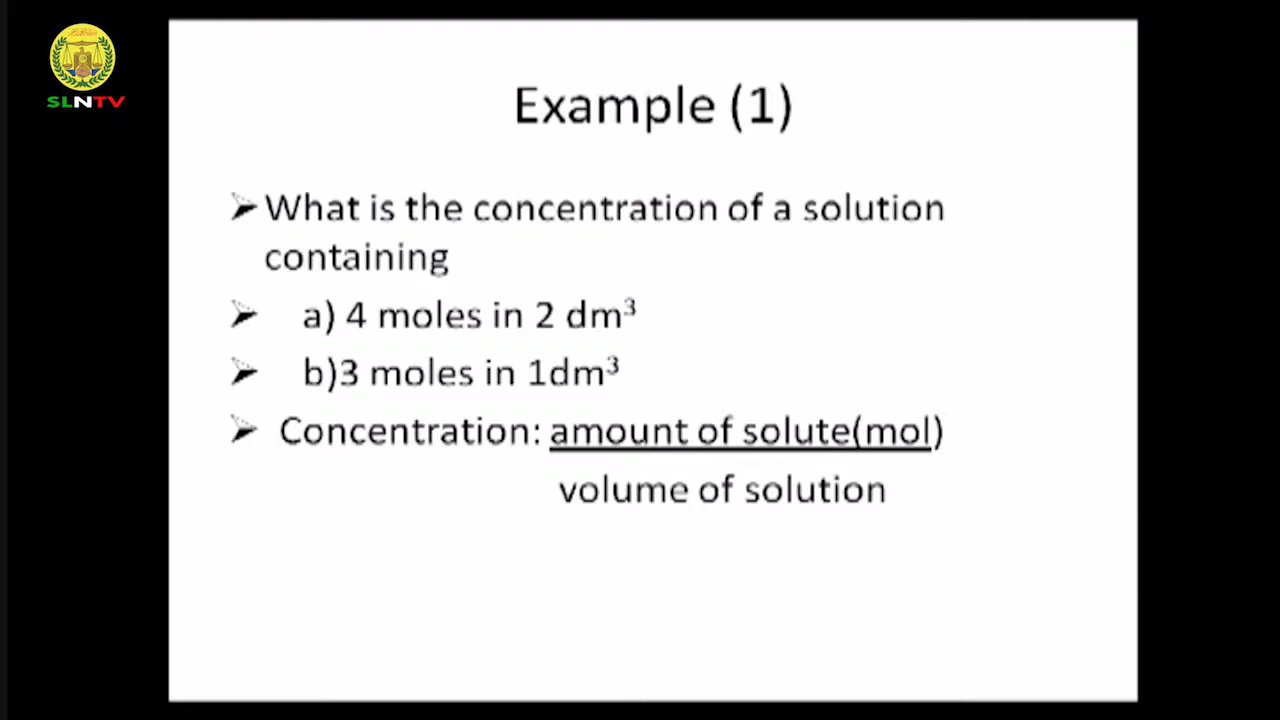 SLNTV
Example (1)
➢What is the concentration of a solution
containing
➢ a) 4 moles in 2 dm³
➢ b)3 moles in 1dm³
➢ Concentration: amount of solute(mol)
volume of solution